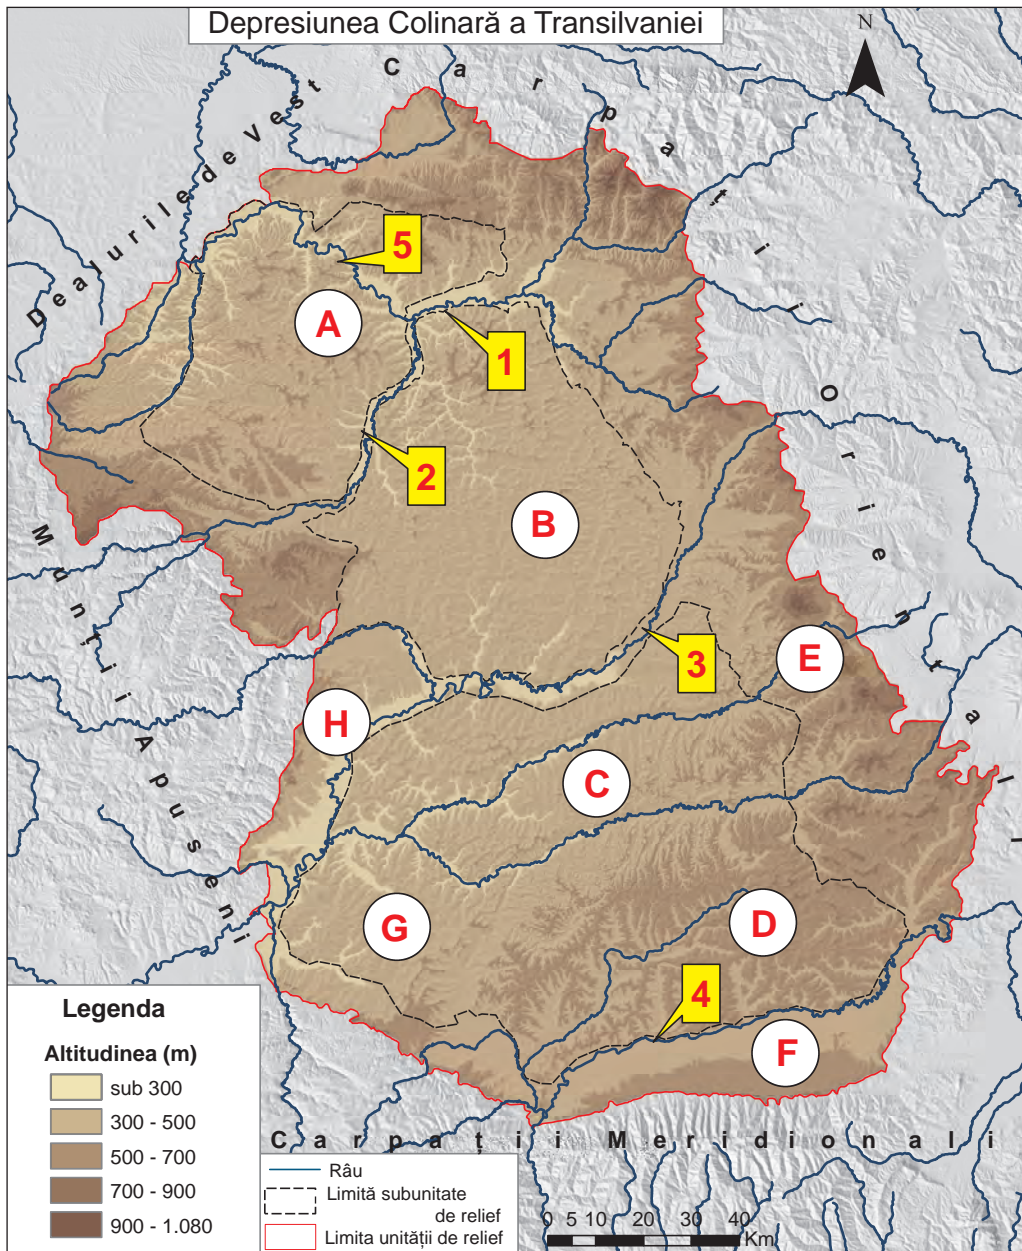 Depresiunea Colinară a Transilvaniei
N
Carpații Orientali
Dealurile de Vest
Munții Apuseni
5
A
1
2
B
3
E
H
C
G
D
4
F
Carpații Meridionali
Legenda
Altitudinea (m)
sub 300
300 - 500
500 - 700
700 - 900
900 - 1.080
Râu
Limită subunitate
de relief
Limita unității de relief
0 5 10 20 30 40
Km